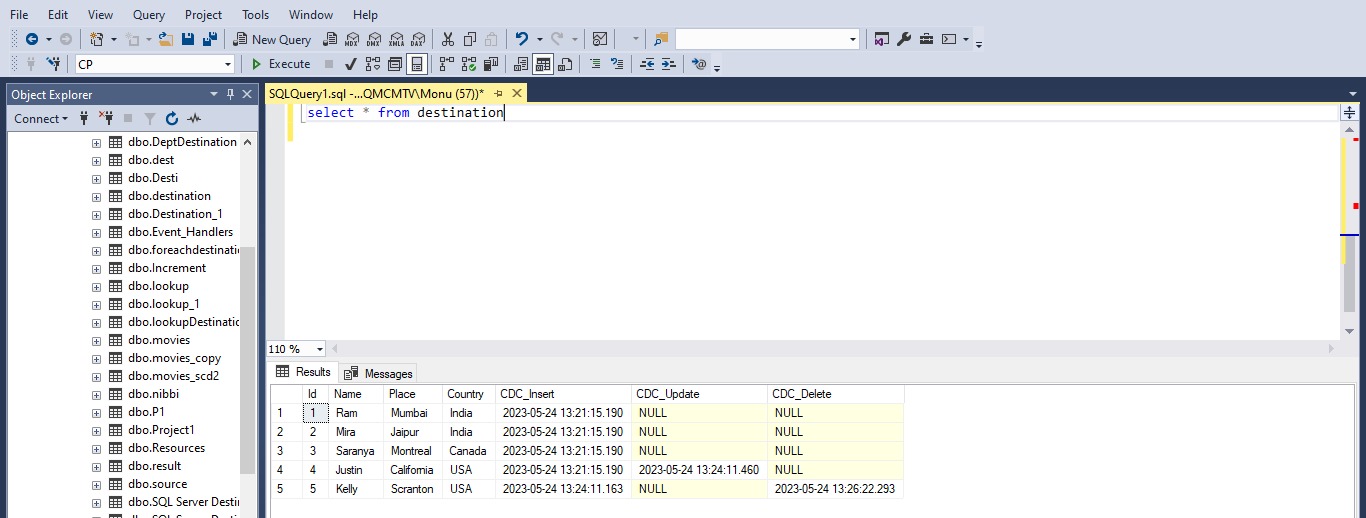 File Edit View Query Project Tools Window Help
New Query MDX DMX XMLA DAX
CP Execute
Object Explorer
Connect
dbo.DeptDestination
dbo.dest
dbo.Desti
dbo.destination
dbo.Destination_1
dbo.Event_Handlers
dbo.foreachdestinati
dbo.Increment
dbo.lookup
dbo.lookup_1
dbo.lookupDestinatio
dbo.movies
dbo.movies_copy
dbo.movies_scd2
dbo.nibbi
dbo.P1
dbo.Project1
dbo.Resources
dbo.result
dbo.source
dbo.SQL Server Destin
SQLQuery1.sql -...QMCMTV\Monu (57))*
select * from destination
110 %
Results Messages
Id Name Place Country CDC_Insert CDC_Update CDC_Delete
1 1 Ram Mumbai India 2023-05-24 13:21:15.190 NULL NULL
2 2 Mira Jaipur India 2023-05-24 13:21:15.190 NULL NULL
3 3 Saranya Montreal Canada 2023-05-24 13:21:15.190 NULL NULL
4 4 Justin California USA 2023-05-24 13:21:15.190 2023-05-24 13:24:11.460 NULL
5 5 Kelly Scranton USA 2023-05-24 13:24:11.163 NULL 2023-05-24 13:26:22.293